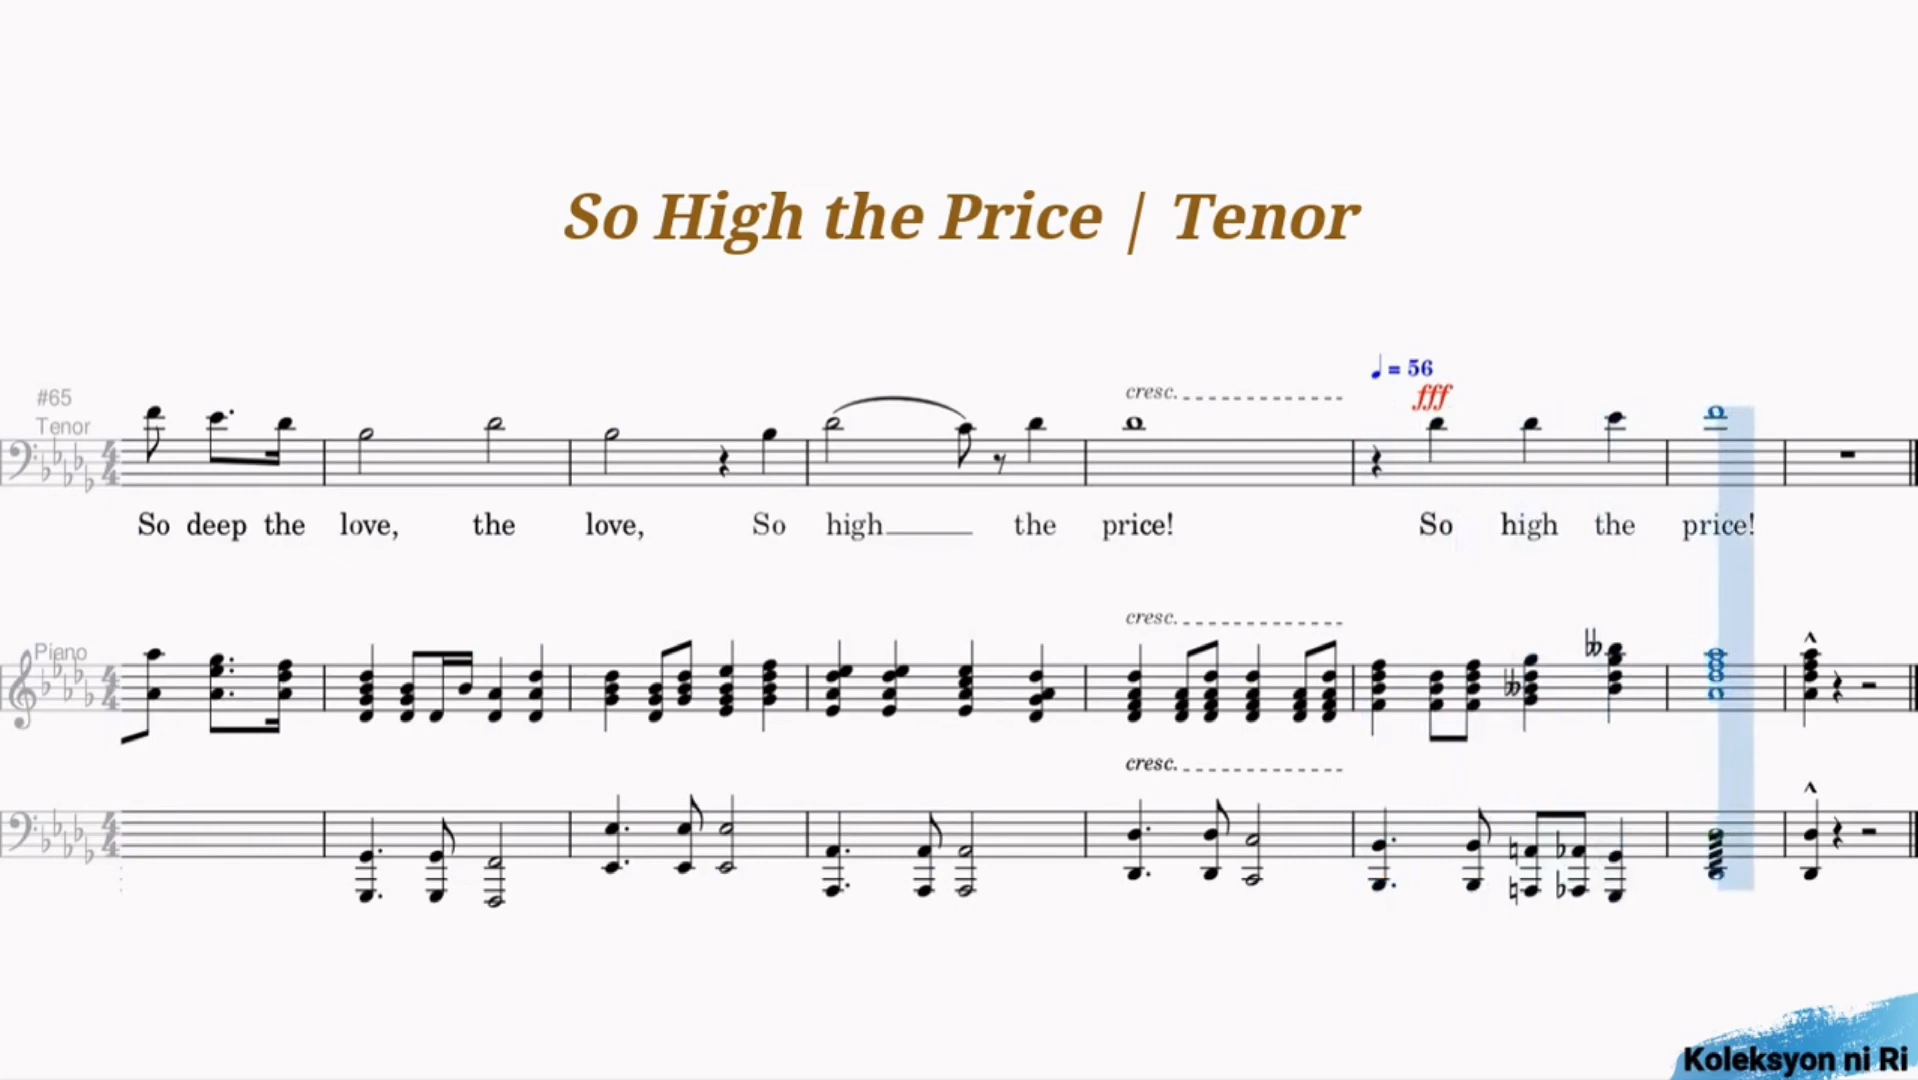 So High the Price | Tenor
♩ = 56
#65
cresc.
fff
Tenor
So deep the love, the love, So high the price! So high the price!
cresc.
Piano
cresc.
Koleksyon ni Ri